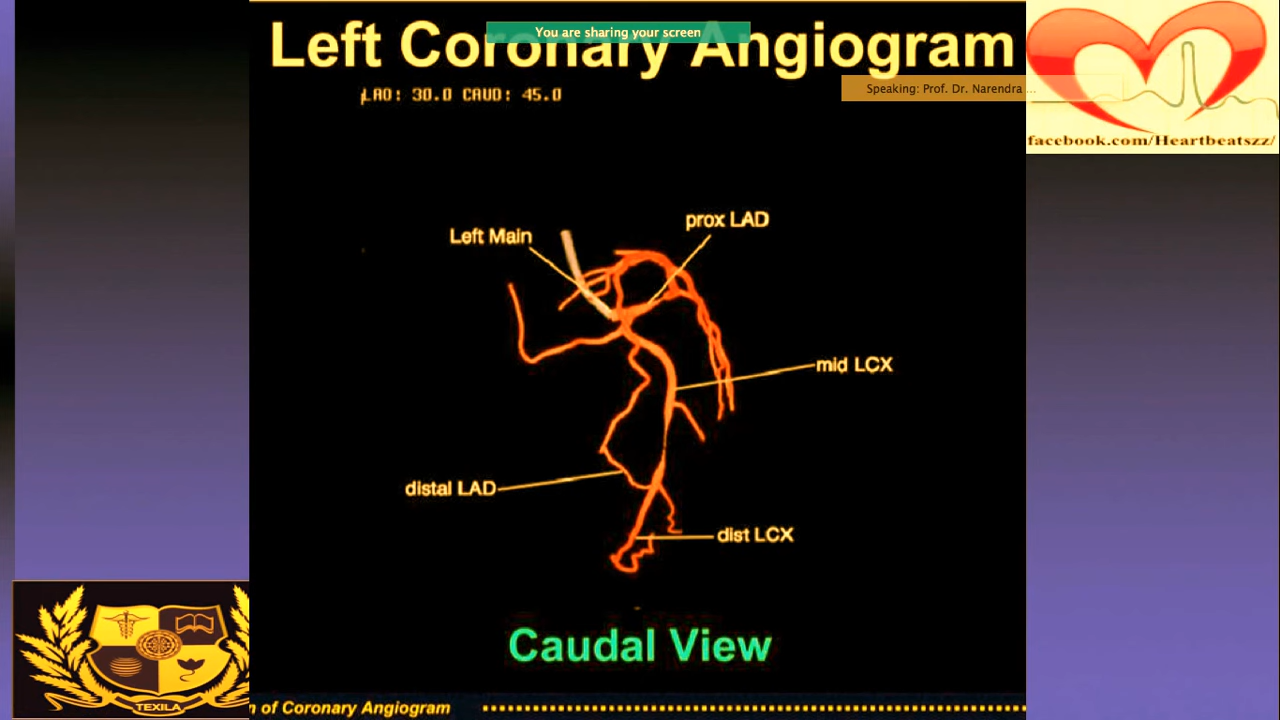 Left Coronary Angiogram
You are sharing your screen
Speaking: Prof. Dr. Narendra ...
LAO: 30.0 CAUD: 45.0
facebook.com/Heartbeatszz/
prox LAD
Left Main
mid LCX
distal LAD
dist LCX
Caudal View
TEXILA
n of Coronary Angiogram